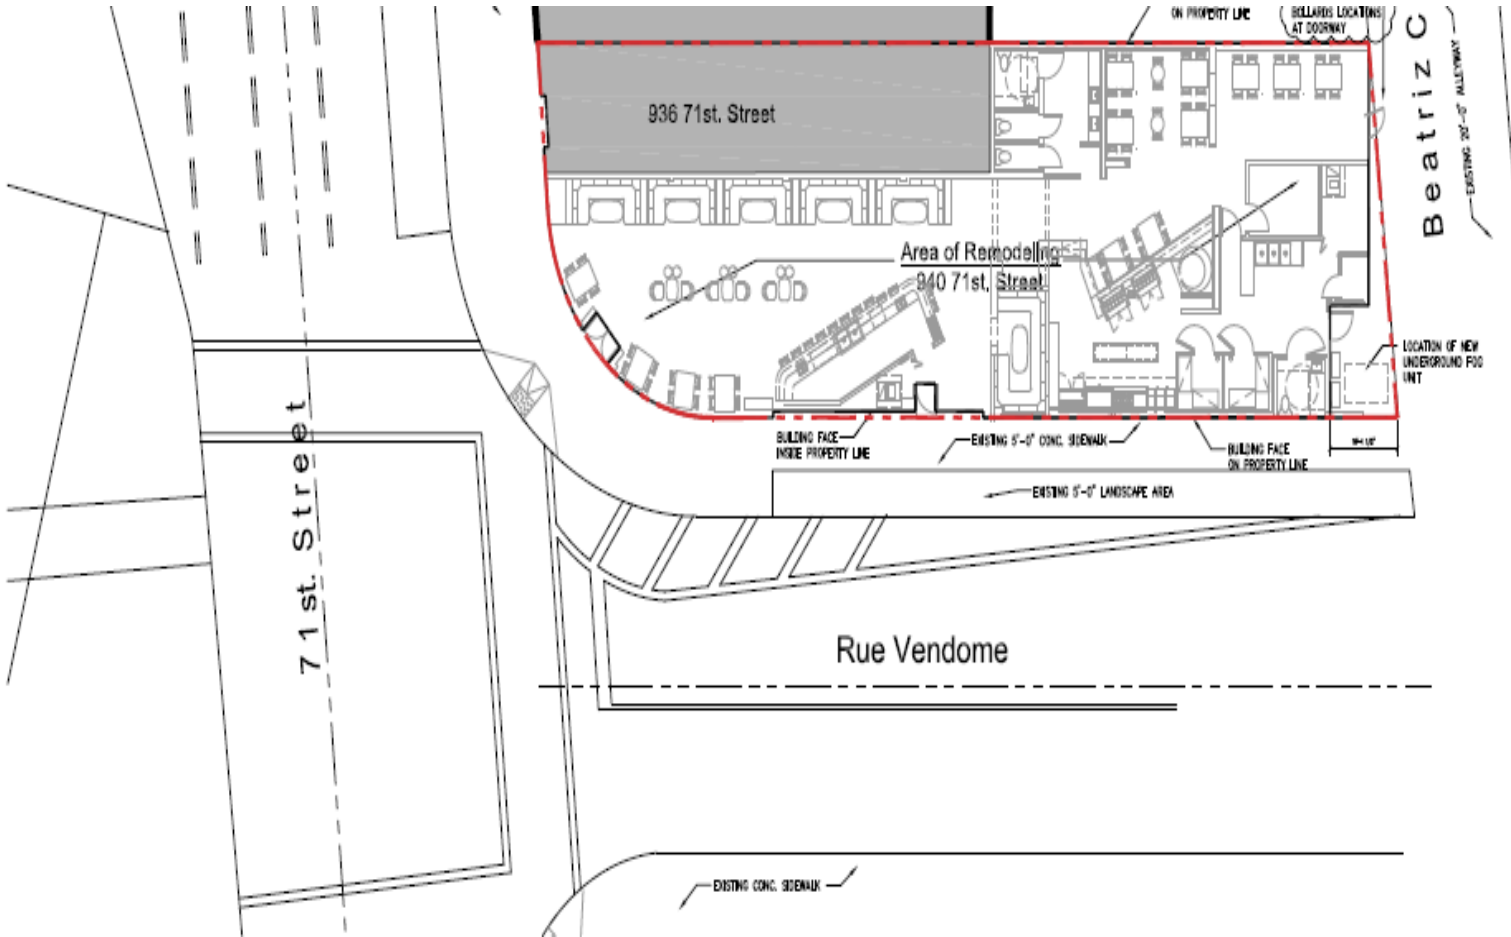 ON PROPERTY LINE
BOLLARDS LOCATIONS
AT DOORWAY
Beatriz C
EXISTING 20'-0" ALLEYWAY
936 71st. Street
Area of Remodeling
940 71st, Street
LOCATION OF NEW
UNDERGROUND FOG
UNIT
BUILDING FACE
INSIDE PROPERTY LINE
EXISTING 5'-0" CONC. SIDEWALK
BUILDING FACE
ON PROPERTY LINE
EXISTING 5'-0" LANDSCAPE AREA
71st. Street
Rue Vendome
EXISTING CONC. SIDEWALK